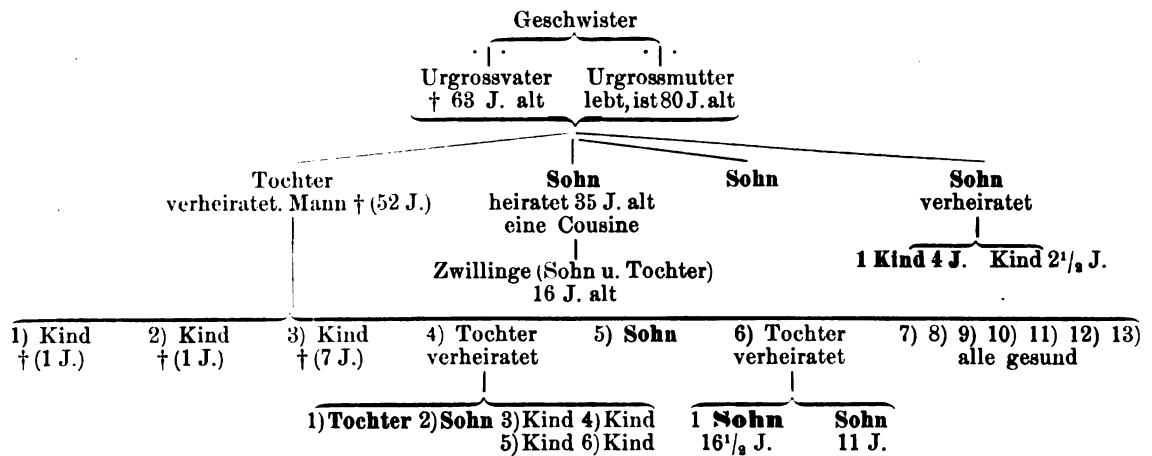 Geschwister
Urgrossvater Urgrossmutter
† 63 J. alt lebt, ist 80 J. alt
Tochter Sohn Sohn Sohn
verheiratet. Mann † (52 J.) heiratet 35 J. alt verheiratet
eine Cousine
1 Kind 4 J. Kind 2¹/₂ J.
Zwillinge (Sohn u. Tochter)
16 J. alt
1) Kind 2) Kind 3) Kind 4) Tochter 5) Sohn 6) Tochter 7) 8) 9) 10) 11) 12) 13)
† (1 J.) † (1 J.) † (7 J.) verheiratet verheiratet alle gesund
1) Tochter 2) Sohn 3) Kind 4) Kind 1 Sohn Sohn
5) Kind 6) Kind 16¹/₂ J. 11 J.